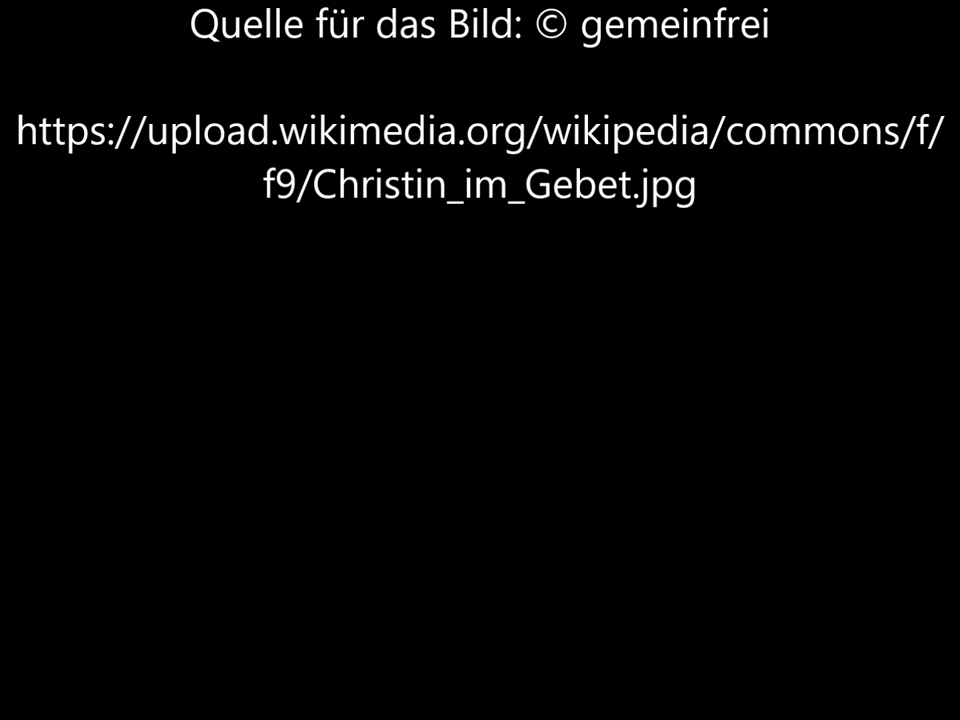 Quelle für das Bild: © gemeinfrei
https://upload.wikimedia.org/wikipedia/commons/f/
f9/Christin_im_Gebet.jpg